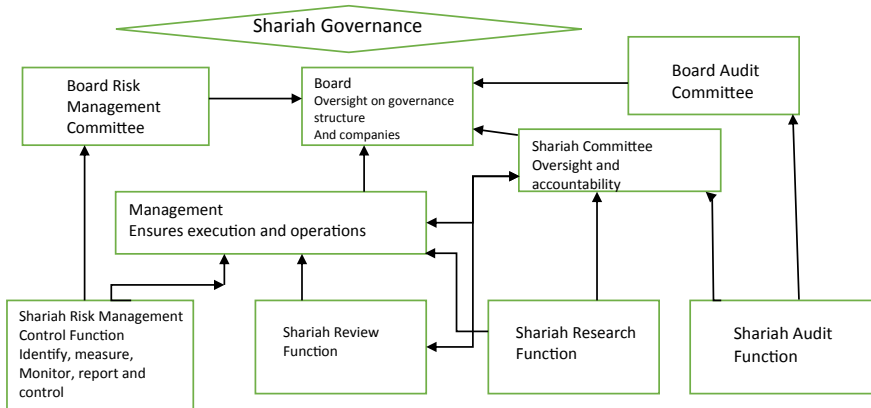 Shariah Governance
Board Risk
Management
Committee
Board
Oversight on governance
structure
And companies
Board Audit
Committee
Shariah Committee
Oversight and
accountability
Management
Ensures execution and operations
Shariah Risk Management
Control Function
Identify, measure,
Monitor, report and
control
Shariah Review
Function
Shariah Research
Function
Shariah Audit
Function